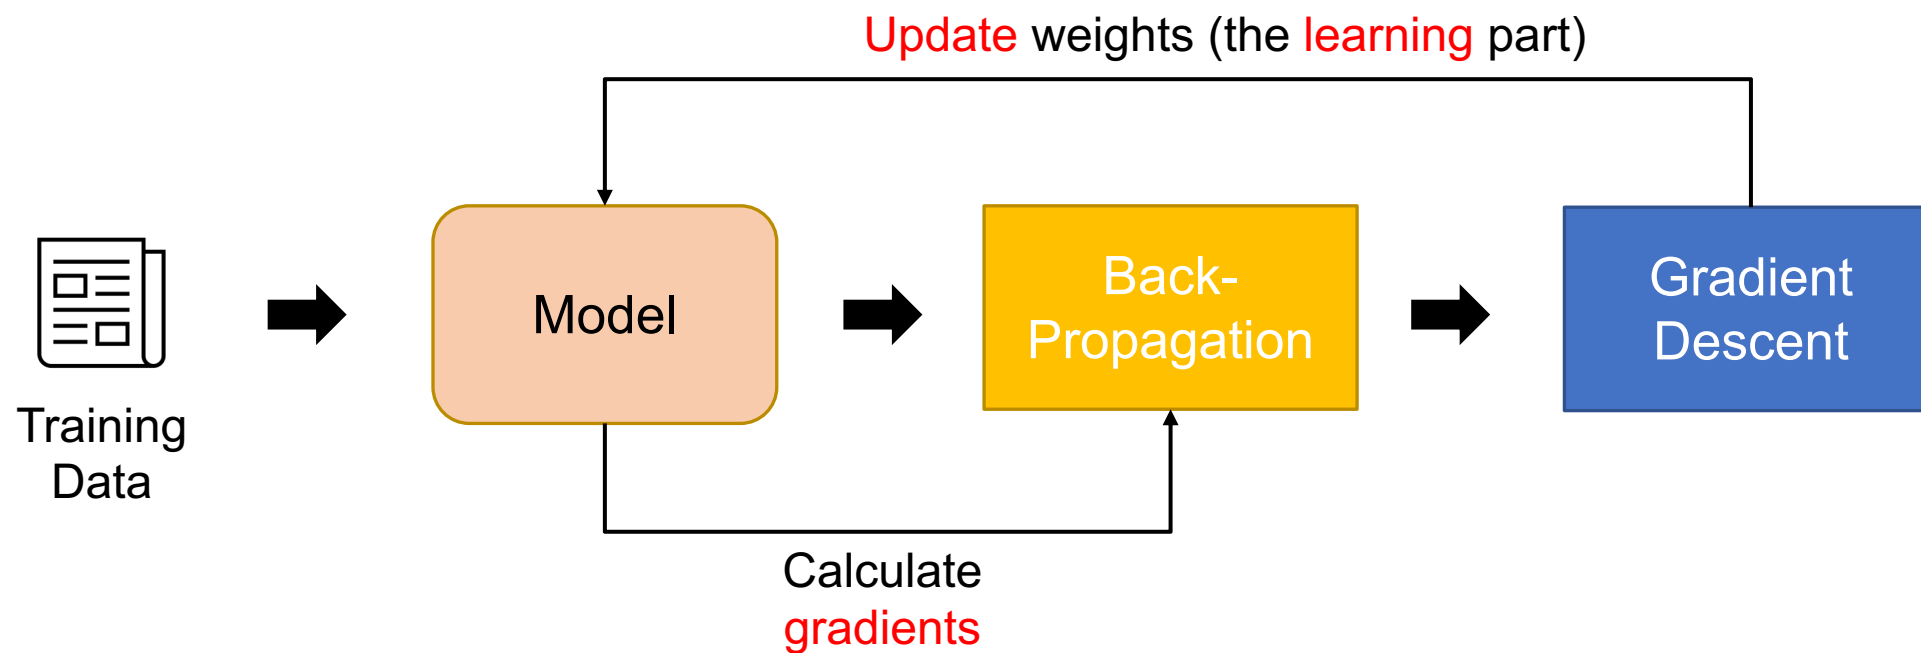 Update weights (the learning part)
Training
Data
Model
Back-
Propagation
Gradient
Descent
Calculate
gradients